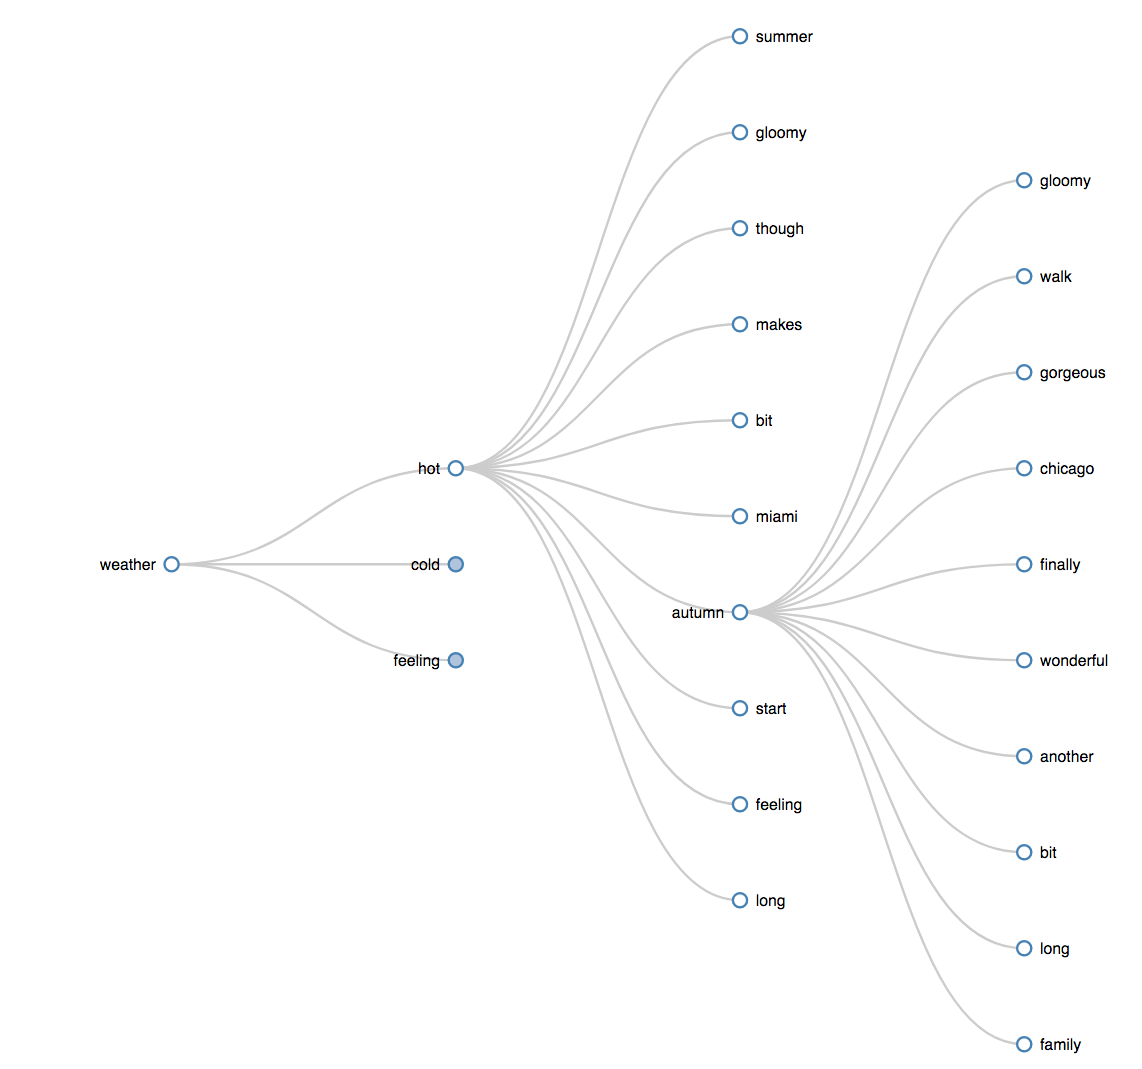 weather
hot
cold
feeling
summer
gloomy
though
makes
bit
miami
autumn
start
feeling
long
gloomy
walk
gorgeous
chicago
finally
wonderful
another
bit
long
family